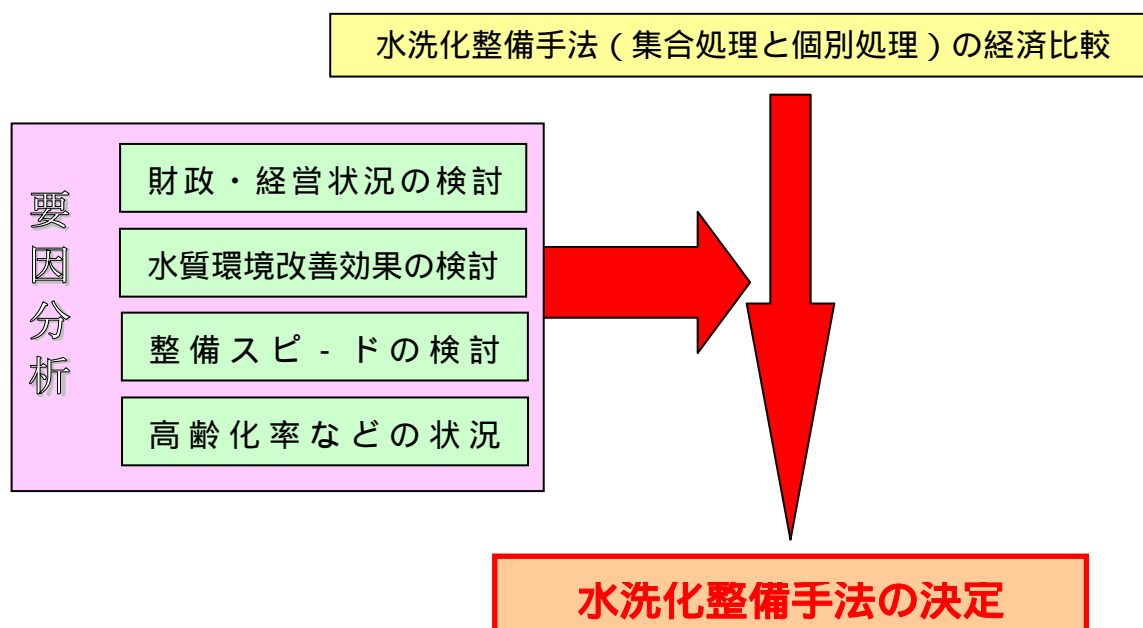 水洗化整備手法（集合処理と個別処理）の経済比較
要因分析
財政・経営状況の検討
水質環境改善効果の検討
整備スピ-ドの検討
高齢化率などの状況
水洗化整備手法の決定